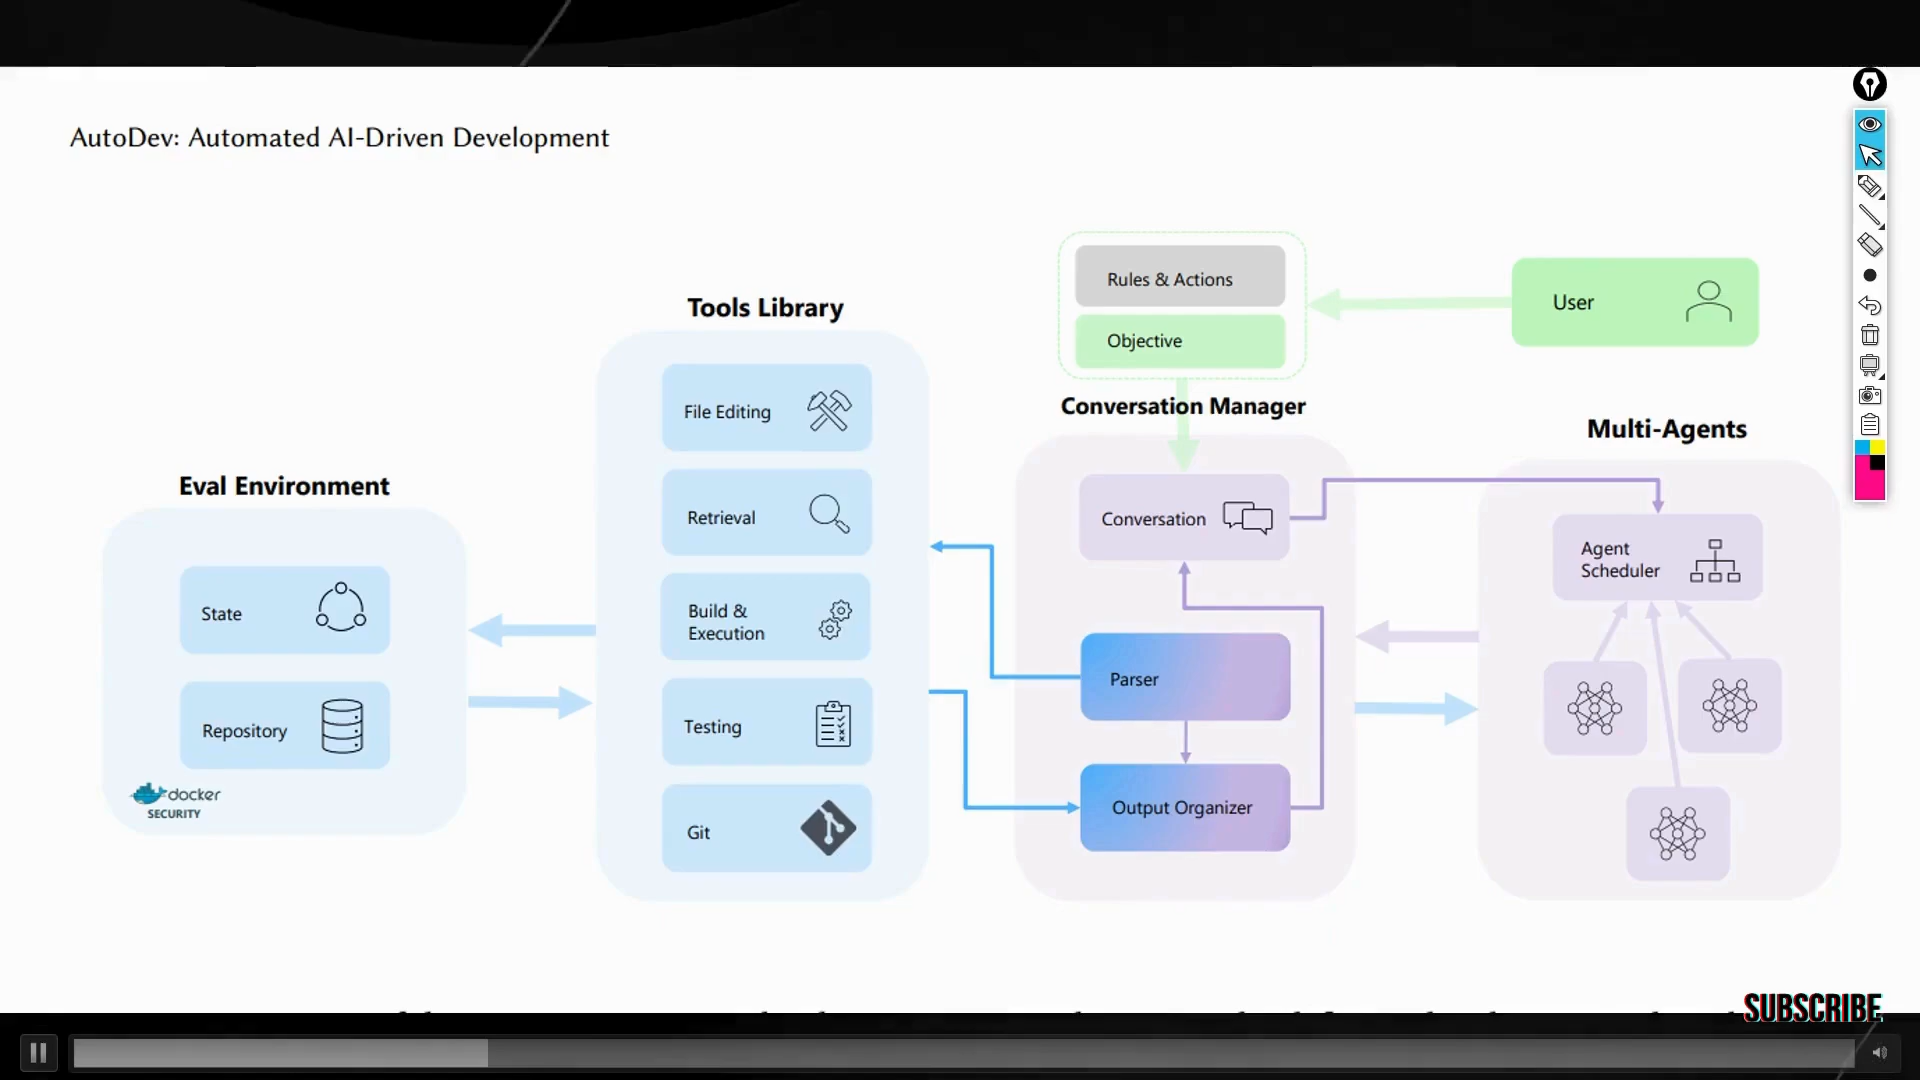 AutoDev: Automated AI-Driven Development
Rules & Actions
Objective
User
Tools Library
File Editing
Retrieval
Build &
Execution
Testing
Git
Conversation Manager
Conversation
Parser
Output Organizer
Multi-Agents
Agent
Scheduler
Eval Environment
State
Repository
docker
SECURITY
SUBSCRIBE